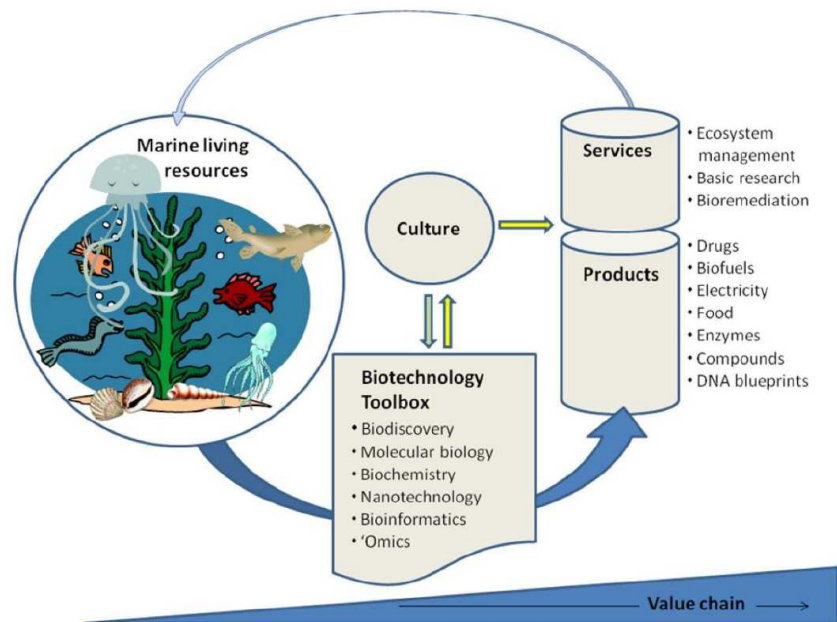 Marine living
resources
Culture
Services
• Ecosystem
management
• Basic research
• Bioremediation
Products
• Drugs
• Biofuels
• Electricity
• Food
• Enzymes
• Compounds
• DNA blueprints
Biotechnology
Toolbox
• Biodiscovery
• Molecular biology
• Biochemistry
• Nanotechnology
• Bioinformatics
• ‘Omics
Value chain